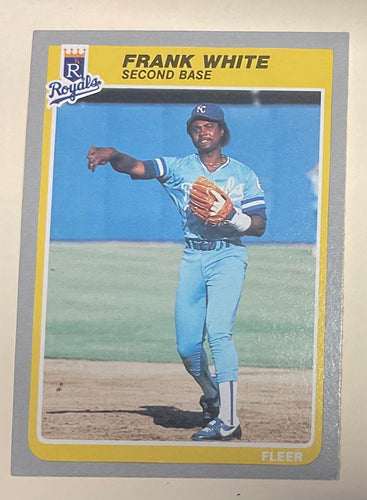 FRANK WHITE
SECOND BASE
R
Royals
KC
FLEER